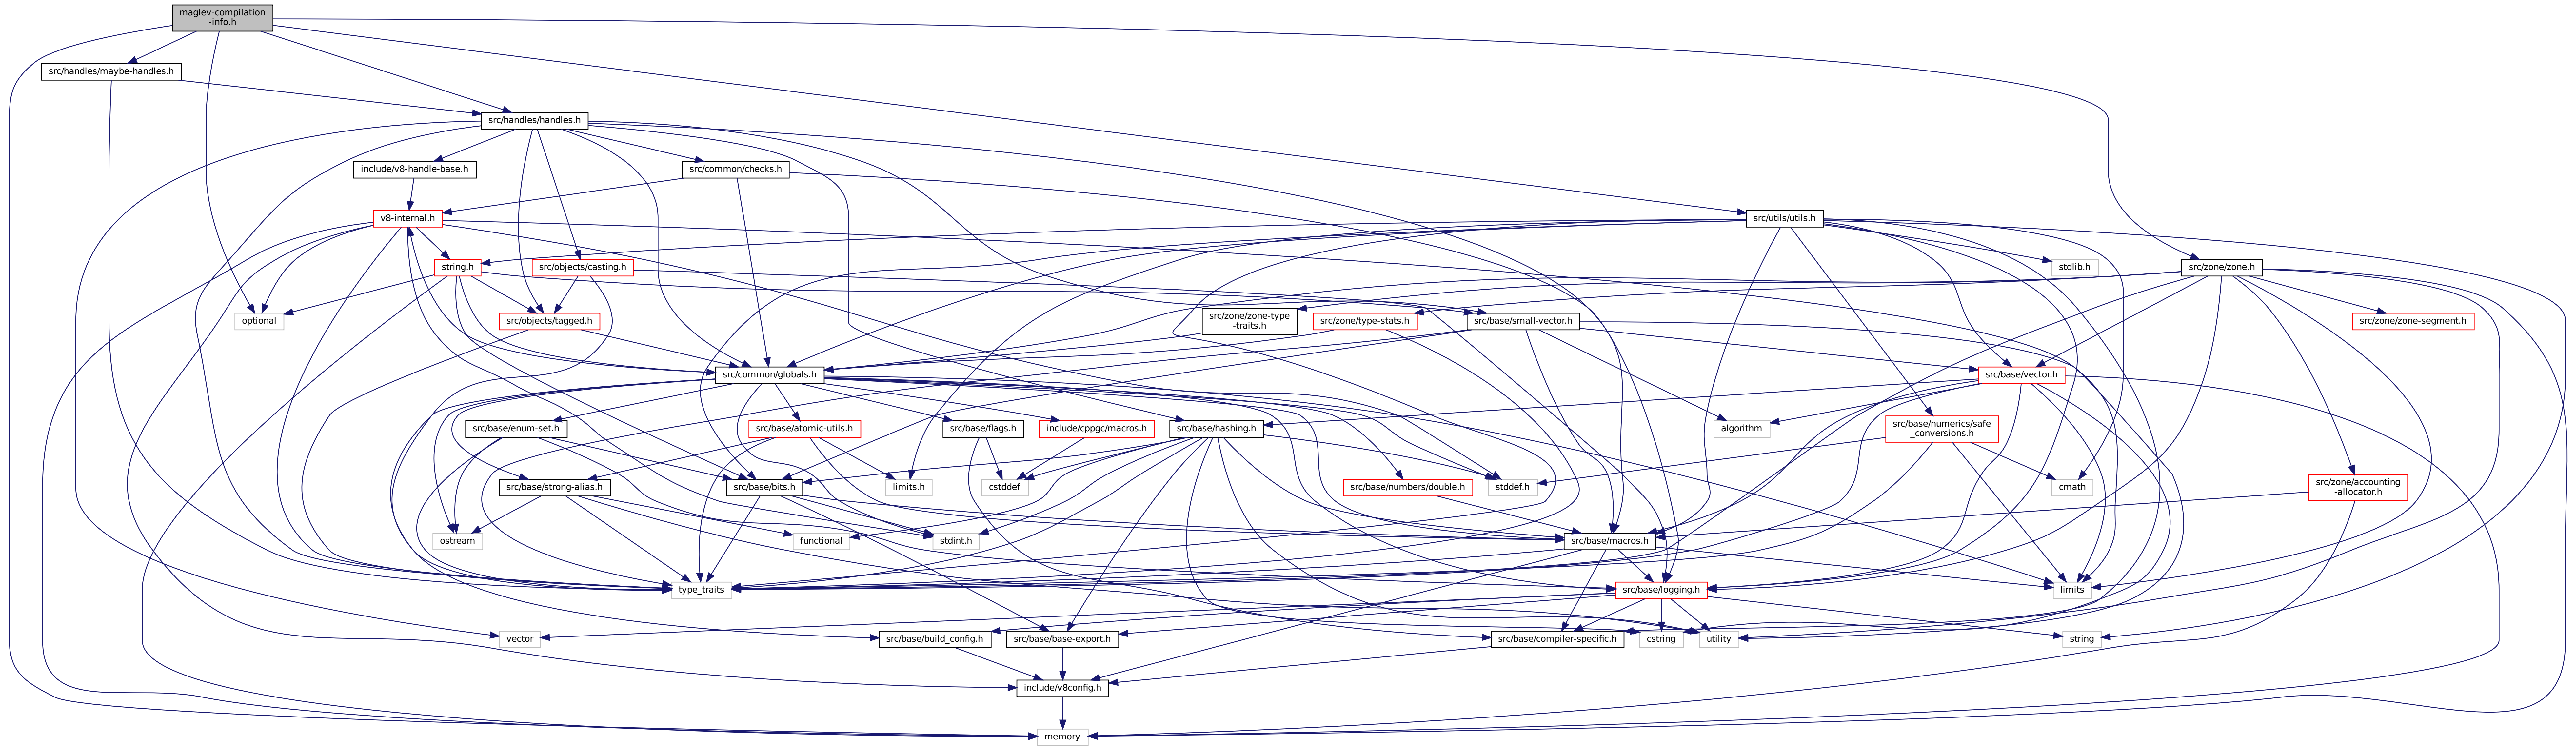 maglev-compilation
-info.h
src/handles/maybe-handles.h
src/handles/handles.h
include/v8-handle-base.h
src/common/checks.h
v8-internal.h
src/utils/utils.h
string.h
src/objects/casting.h
stdlib.h
src/zone/zone.h
optional
src/objects/tagged.h
src/zone/zone-type
-traits.h
src/zone/type-stats.h
src/base/small-vector.h
src/zone/zone-segment.h
src/common/globals.h
src/base/vector.h
src/base/enum-set.h
src/base/atomic-utils.h
src/base/flags.h
include/cppgc/macros.h
src/base/hashing.h
algorithm
src/base/numerics/safe
_conversions.h
src/base/strong-alias.h
src/base/bits.h
limits.h
cstddef
src/base/numbers/double.h
stddef.h
cmath
src/zone/accounting
-allocator.h
ostream
functional
stdint.h
src/base/macros.h
type_traits
src/base/logging.h
limits
vector
src/base/build_config.h
src/base/base-export.h
src/base/compiler-specific.h
cstring
utility
string
include/v8config.h
memory